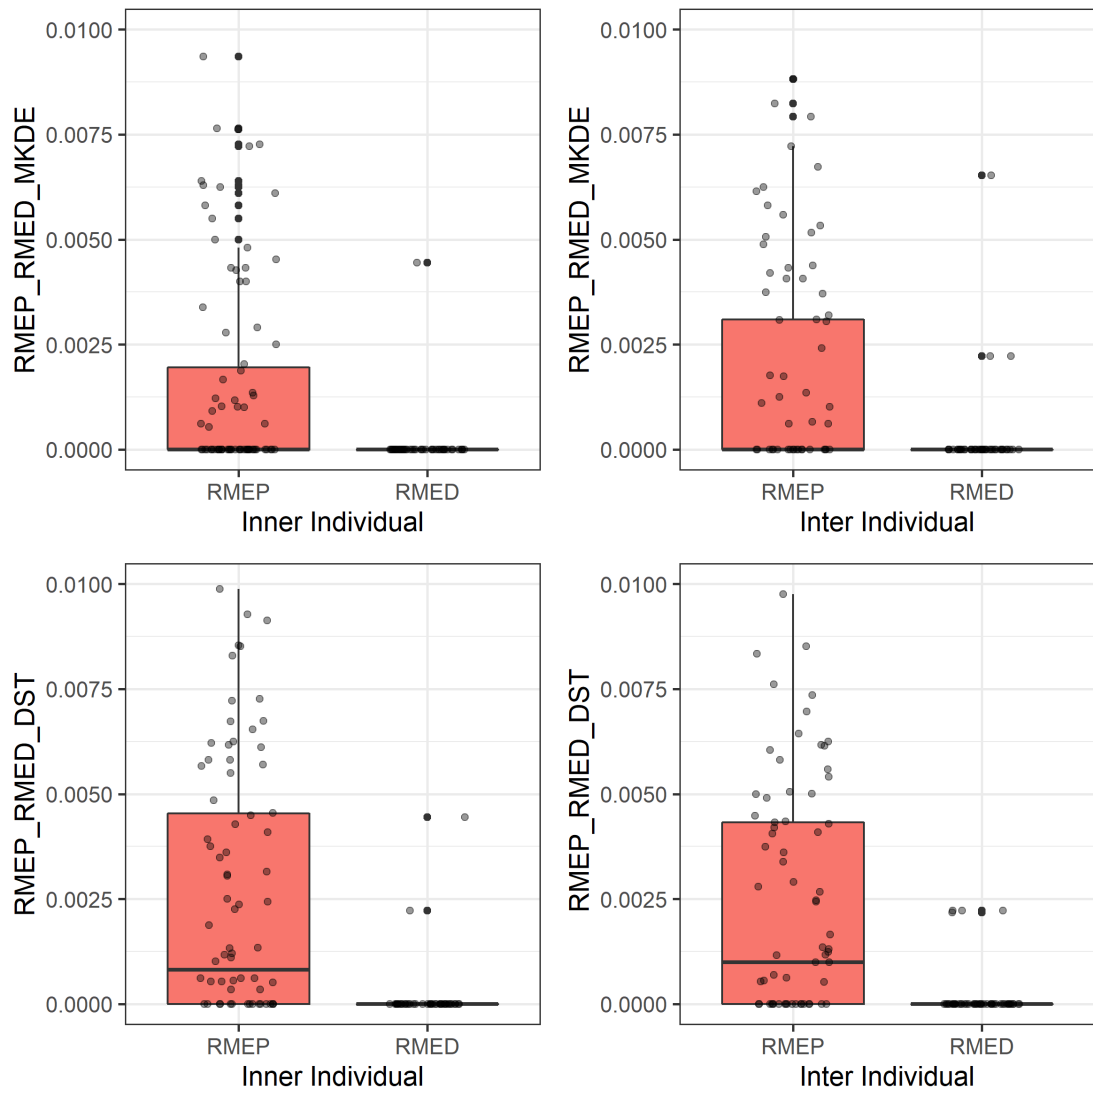 RMEP_RMED_MKDE
0.0100
0.0075
0.0050
0.0025
0.0000
RMEP RMED
Inner Individual
RMEP_RMED_MKDE
0.0100
0.0075
0.0050
0.0025
0.0000
RMEP RMED
Inter Individual
RMEP_RMED_DST
0.0100
0.0075
0.0050
0.0025
0.0000
RMEP RMED
Inner Individual
RMEP_RMED_DST
0.0100
0.0075
0.0050
0.0025
0.0000
RMEP RMED
Inter Individual